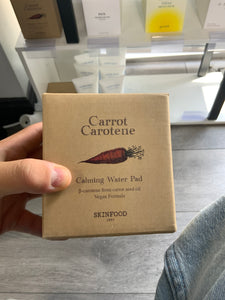 Carrot
Carotene
Calming Water Pad
β-carotene from carrot seed oil
Vegan Formula
SKINFOOD